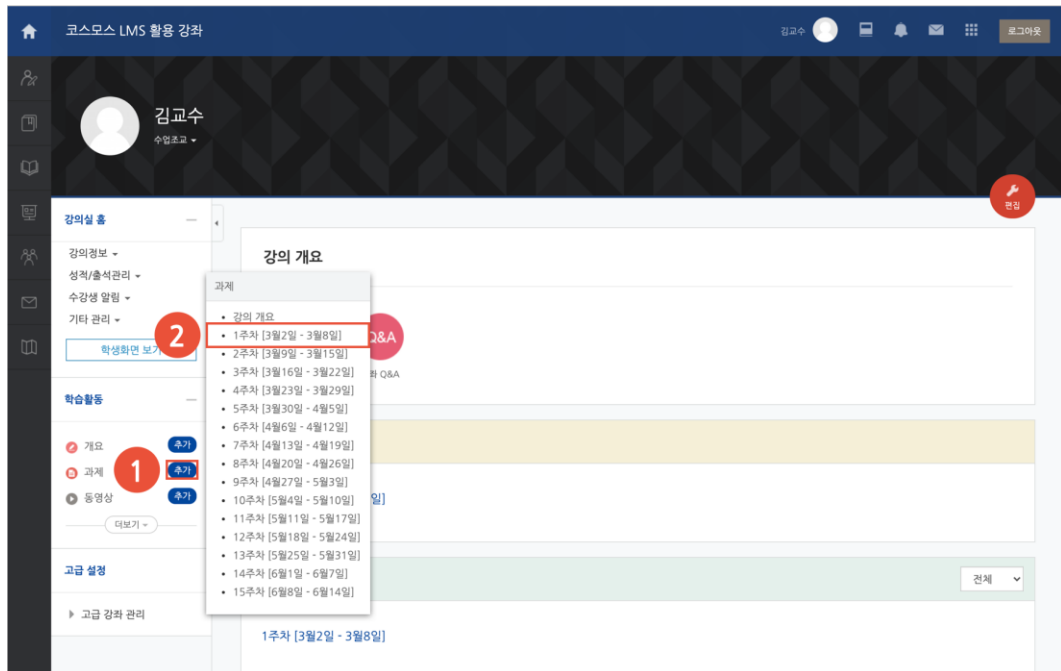 코스모스 LMS 활용 강좌
김교수
로그아웃
김교수
수업조교
편집
강의실 홈
강의정보
성적/출석관리
수강생 알림
기타 관리
학생화면 보기
학습활동
개요
추가
과제
추가
동영상
추가
더보기
고급 설정
고급 강좌 관리
1
2
과제
강의 개요
1주차 [3월2일 - 3월8일]
2주차 [3월9일 - 3월15일]
3주차 [3월16일 - 3월22일]
4주차 [3월23일 - 3월29일]
5주차 [3월30일 - 4월5일]
6주차 [4월6일 - 4월12일]
7주차 [4월13일 - 4월19일]
8주차 [4월20일 - 4월26일]
9주차 [4월27일 - 5월3일]
10주차 [5월4일 - 5월10일]
11주차 [5월11일 - 5월17일]
12주차 [5월18일 - 5월24일]
13주차 [5월25일 - 5월31일]
14주차 [6월1일 - 6월7일]
15주차 [6월8일 - 6월14일]
강의 개요
Q&A
Q&A
일]
전체
1주차 [3월2일 - 3월8일]